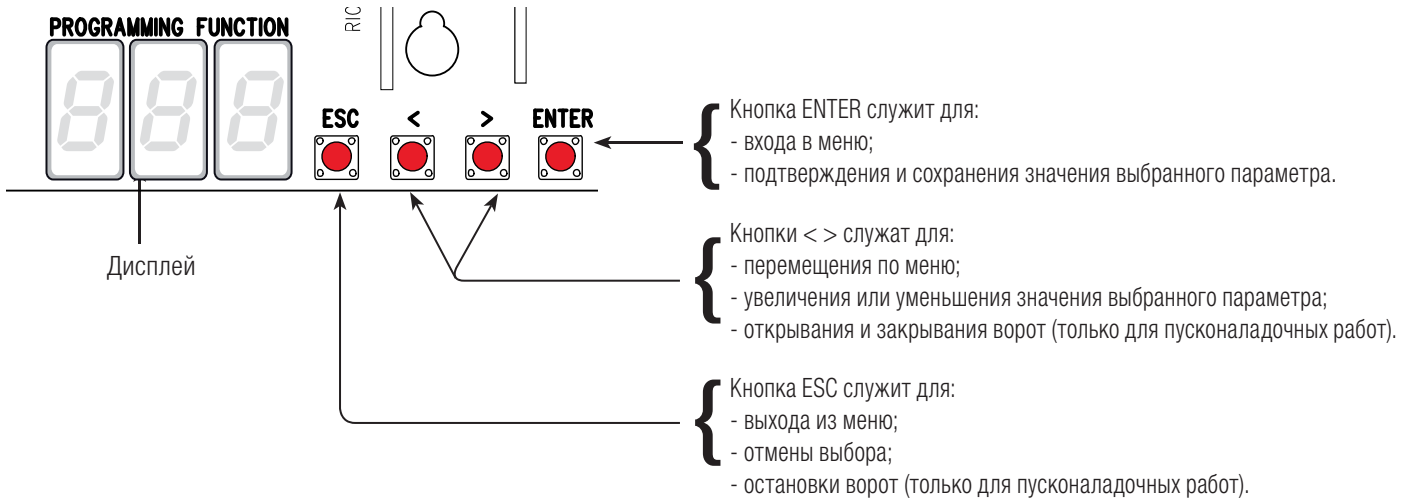 PROGRAMMING FUNCTION
RIC
888
ESC < > ENTER
Дисплей
Кнопка ENTER служит для:
- входа в меню;
- подтверждения и сохранения значения выбранного параметра.
Кнопки < > служат для:
- перемещения по меню;
- увеличения или уменьшения значения выбранного параметра;
- открывания и закрывания ворот (только для пусконаладочных работ).
Кнопка ESC служит для:
- выхода из меню;
- отмены выбора;
- остановки ворот (только для пусконаладочных работ).